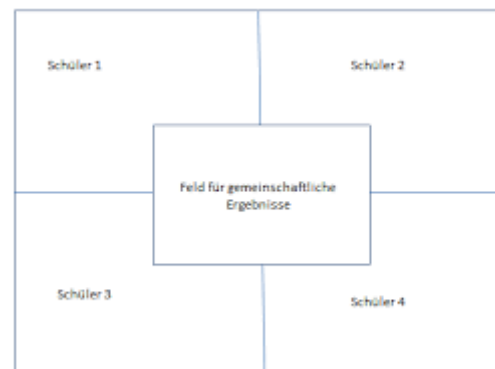 Schüler 1
Schüler 2
Feld für gemeinschaftliche
Ergebnisse
Schüler 3
Schüler 4